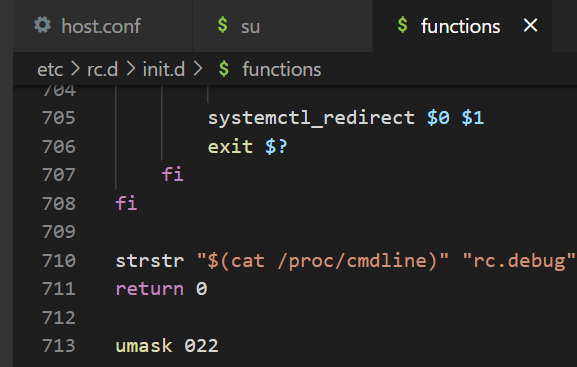 host.conf
$ su
$ functions ×
etc > rc.d > init.d > $ functions
704
705 systemctl_redirect $0 $1
706 exit $?
707 fi
708 fi
709
710 strstr "$(cat /proc/cmdline)" "rc.debug"
711 return 0
712
713 umask 022